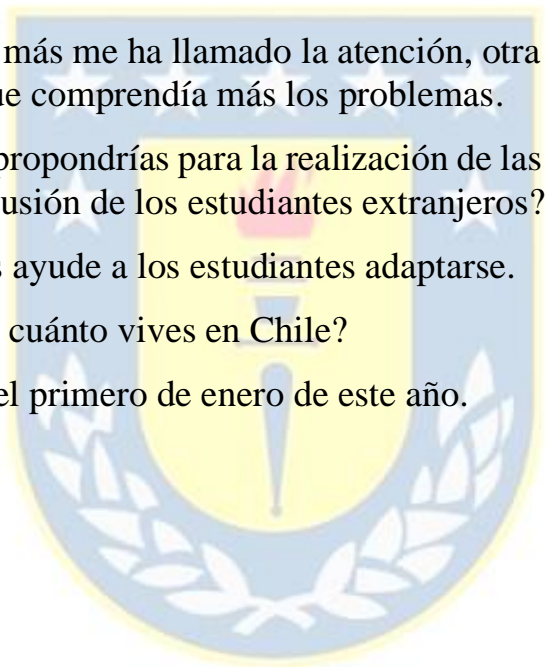 más me ha llamado la atención, otra
ue comprendía más los problemas.
propondrías para la realización de las
lusión de los estudiantes extranjeros?
s ayude a los estudiantes adaptarse.
cuánto vives en Chile?
el primero de enero de este año.